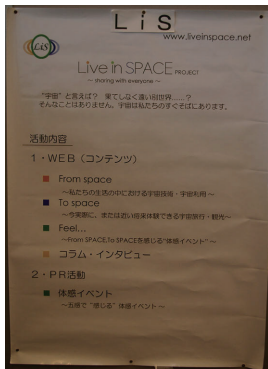 LiS
www.liveinspace.net
LiS
Live in SPACE PROJECT
～ sharing with everyone ～
“宇宙”と言えば？ 果てしなく遠い別世界……？
そんなことはありません。宇宙は私たちのすぐそばにあります。
活動内容
１・ＷＥＢ（コンテンツ）
■ From space
～私たちの生活の中における宇宙技術・宇宙利用～
■ To space
～今実際に、または近い将来体験できる宇宙旅行・観光～
■ Feel…
～From SPACE,To SPACEを感じる“体感イベント”～
■ コラム・インタビュー
２・ＰＲ活動
■ 体感イベント
～五感で“感じる”体感イベント～